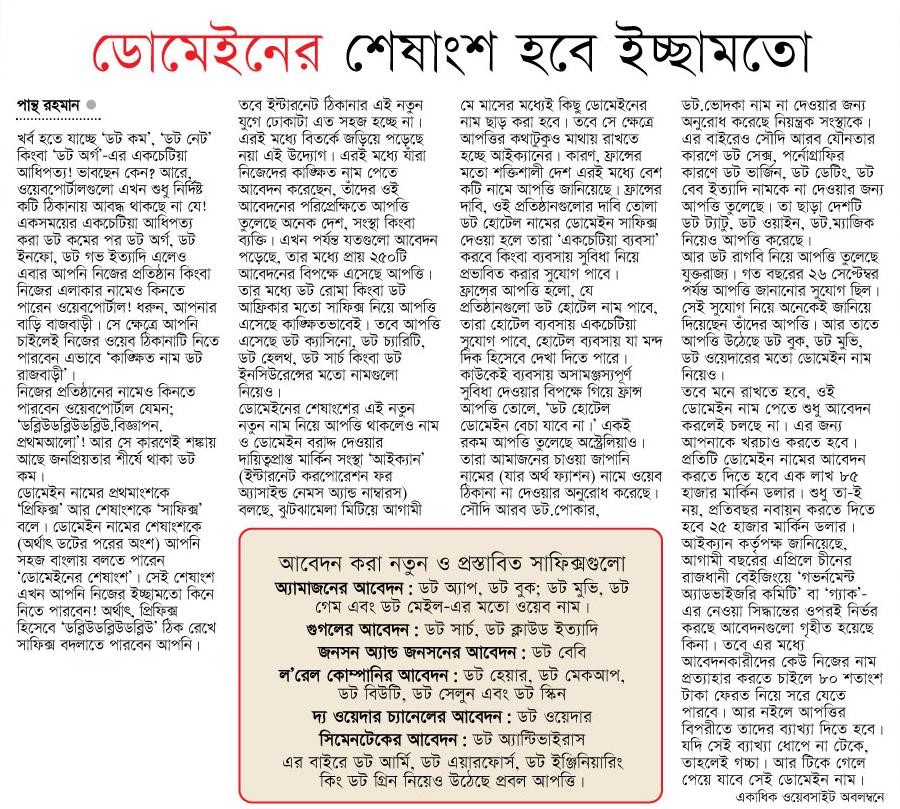 ডোমেইনের শেষাংশ হবে ইচ্ছামতো
পান্থ রহমান
খর্ব হতে যাচ্ছে ‘ডট কম’, ‘ডট নেট’
কিংবা ‘ডট অর্গ’-এর একচেটিয়া
আধিপত্য! ভাবছেন কেন? আরে,
ওয়েবপোর্টালগুলো এখন শুধু নির্দিষ্ট
কটি ঠিকানায় আবদ্ধ থাকছে না যে!
একসময়ের একচেটিয়া আধিপত্য
করা ডট কমের পর ডট অর্গ, ডট
ইনফো, ডট গভ ইত্যাদি এলেও
এবার আপনি নিজের প্রতিষ্ঠান কিংবা
নিজের এলাকার নামেও কিনতে
পারেন ওয়েবপোর্টাল! ধরুন, আপনার
বাড়ি রাজবাড়ী। সে ক্ষেত্রে আপনি
চাইলেই নিজের ওয়েব ঠিকানাটি নিতে
পারবেন এভাবে ‘কাঙ্ক্ষিত নাম ডট
রাজবাড়ী’।
নিজের প্রতিষ্ঠানের নামেও কিনতে
পারবেন ওয়েবপোর্টাল যেমন;
‘ডব্লিউডব্লিউডব্লিউ.বিজ্ঞাপন.
প্রথমআলো’! আর সে কারণেই শঙ্কায়
আছে জনপ্রিয়তার শীর্ষে থাকা ডট
কম।
ডোমেইন নামের প্রথমাংশকে
‘প্রিফিক্স’ আর শেষাংশকে ‘সাফিক্স’
বলে। ডোমেইন নামের শেষাংশকে
(অর্থাৎ ডটের পরের অংশ) আপনি
সহজ বাংলায় বলতে পারেন
‘ডোমেইনের শেষাংশ’। সেই শেষাংশ
এখন আপনি নিজের ইচ্ছামতো কিনে
নিতে পারবেন! অর্থাৎ, প্রিফিক্স
হিসেবে ‘ডব্লিউডব্লিউডব্লিউ’ ঠিক রেখে
সাফিক্স বদলাতে পারবেন আপনি।
তবে ইন্টারনেট ঠিকানার এই নতুন
যুগে ঢোকাটা এত সহজ হচ্ছে না।
এরই মধ্যে বিতর্কে জড়িয়ে পড়েছে
নয়া এই উদ্যোগ। এরই মধ্যে যাঁরা
নিজেদের কাঙ্ক্ষিত নাম পেতে
আবেদন করেছেন, তাঁদের ওই
আবেদনের পরিপ্রেক্ষিতে আপত্তি
তুলেছে অনেক দেশ, সংস্থা কিংবা
ব্যক্তি। এখন পর্যন্ত যতগুলো আবেদন
পড়েছে, তার মধ্যে প্রায় ২৫০টি
আবেদনের বিপক্ষে এসেছে আপত্তি।
তার মধ্যে ডট রোমা কিংবা ডট
আফ্রিকার মতো সাফিক্স নিয়ে আপত্তি
এসেছে কাঙ্ক্ষিতভাবেই। তবে আপত্তি
এসেছে ডট ক্যাসিনো, ডট চ্যারিটি,
ডট হেলথ, ডট সার্চ কিংবা ডট
ইনসিউরেন্সের মতো নামগুলো
নিয়েও।
ডোমেইনের শেষাংশের এই নতুন
নতুন নাম নিয়ে আপত্তি থাকলেও নাম
ও ডোমেইন বরাদ্দ দেওয়ার
দায়িত্বপ্রাপ্ত মার্কিন সংস্থা ‘আইক্যান’
(ইন্টারনেট করপোরেশন ফর
অ্যাসাইন্ড নেমস অ্যান্ড নাম্বারস)
বলছে, ঝুটঝামেলা মিটিয়ে আগামী
মে মাসের মধ্যেই কিছু ডোমেইনের
নাম ছাড় করা হবে। তবে সে ক্ষেত্রে
আপত্তির কথাটুকুও মাথায় রাখতে
হচ্ছে আইক্যানের। কারণ, ফ্রান্সের
মতো শক্তিশালী দেশ এরই মধ্যে বেশ
কটি নামে আপত্তি জানিয়েছে। ফ্রান্সের
দাবি, ওই প্রতিষ্ঠানগুলোর দাবি তোলা
ডট হোটেল নামের ডোমেইন সাফিক্স
দেওয়া হলে তারা ‘একচেটিয়া ব্যবসা’
করবে কিংবা ব্যবসায় সুবিধা নিয়ে
প্রভাবিত করার সুযোগ পাবে।
ফ্রান্সের আপত্তি হলো, যে
প্রতিষ্ঠানগুলো ডট হোটেল নাম পাবে,
তারা হোটেল ব্যবসায় একচেটিয়া
সুযোগ পাবে, হোটেল ব্যবসায় যা মন্দ
দিক হিসেবে দেখা দিতে পারে।
কাউকেই ব্যবসায় অসামঞ্জস্যপূর্ণ
সুবিধা দেওয়ার বিপক্ষে গিয়ে ফ্রান্স
আপত্তি তোলে, ‘ডট হোটেল
ডোমেইন বেচা যাবে না।’ একই
রকম আপত্তি তুলেছে অস্ট্রেলিয়াও।
তারা আমাজনের চাওয়া জাপানি
নামের (যার অর্থ ফ্যাশন) নামে ওয়েব
ঠিকানা না দেওয়ার অনুরোধ করেছে।
সৌদি আরব ডট.পোকার,
ডট.ভোদকা নাম না দেওয়ার জন্য
অনুরোধ করেছে নিয়ন্ত্রক সংস্থাকে।
এর বাইরেও সৌদি আরব যৌনতার
কারণে ডট সেক্স, পর্নোগ্রাফির
কারণে ডট ভার্জিন, ডট ডেটিং, ডট
বেব ইত্যাদি নামকে না দেওয়ার জন্য
আপত্তি তুলেছে। তা ছাড়া দেশটি
ডট ট্যাটু, ডট ওয়াইন, ডট.ম্যাজিক
নিয়েও আপত্তি করেছে।
আর ডট রাগবি নিয়ে আপত্তি তুলেছে
যুক্তরাজ্য। গত বছরের ২৬ সেপ্টেম্বর
পর্যন্ত আপত্তি জানানোর সুযোগ ছিল।
সেই সুযোগ নিয়ে অনেকেই জানিয়ে
দিয়েছেন তাঁদের আপত্তি। আর তাতে
আপত্তি উঠেছে ডট বুক, ডট মুভি,
ডট ওয়েদারের মতো ডোমেইন নাম
নিয়েও।
তবে মনে রাখতে হবে, ওই
ডোমেইন নাম পেতে শুধু আবেদন
করলেই চলছে না। এর জন্য
আপনাকে খরচাও করতে হবে।
প্রতিটি ডোমেইন নামের আবেদন
করতে দিতে হবে এক লাখ ৮৫
হাজার মার্কিন ডলার। শুধু তা-ই
নয়, প্রতিবছর নবায়ন করতে দিতে
হবে ২৫ হাজার মার্কিন ডলার।
আইক্যান কর্তৃপক্ষ জানিয়েছে,
আগামী বছরের এপ্রিলে চীনের
রাজধানী বেইজিংয়ে ‘গভর্নমেন্ট
অ্যাডভাইজরি কমিটি’ বা ‘গ্যাক’-
এর নেওয়া সিদ্ধান্তের ওপরই নির্ভর
করছে আবেদনগুলো গৃহীত হয়েছে
কিনা। তবে এর মধ্যে
আবেদনকারীদের কেউ নিজের নাম
প্রত্যাহার করতে চাইলে ৮০ শতাংশ
টাকা ফেরত নিয়ে সরে যেতে
পারবে। আর নইলে আপত্তির
বিপরীতে তাদের ব্যাখ্যা দিতে হবে।
যদি সেই ব্যাখ্যা ধোপে না টেকে,
তাহলেই গচ্চা। আর টিকে গেলে
পেয়ে যাবে সেই ডোমেইন নাম।
একাধিক ওয়েবসাইট অবলম্বনে
আবেদন করা নতুন ও প্রস্তাবিত সাফিক্সগুলো
অ্যামাজনের আবেদন : ডট অ্যাপ, ডট বুক; ডট মুভি, ডট
গেম এবং ডট মেইল-এর মতো ওয়েব নাম।
গুগলের আবেদন : ডট সার্চ, ডট ক্লাউড ইত্যাদি
জনসন অ্যান্ড জনসনের আবেদন : ডট বেবি
ল’রেল কোম্পানির আবেদন : ডট হেয়ার, ডট মেকআপ,
ডট বিউটি, ডট সেলুন এবং ডট স্কিন
দ্য ওয়েদার চ্যানেলের আবেদন : ডট ওয়েদার
সিমেনটেকের আবেদন : ডট অ্যান্টিভাইরাস
এর বাইরে ডট আর্মি, ডট এয়ারফোর্স, ডট ইঞ্জিনিয়ারিং
কিং ডট গ্রিন নিয়েও উঠেছে প্রবল আপত্তি।